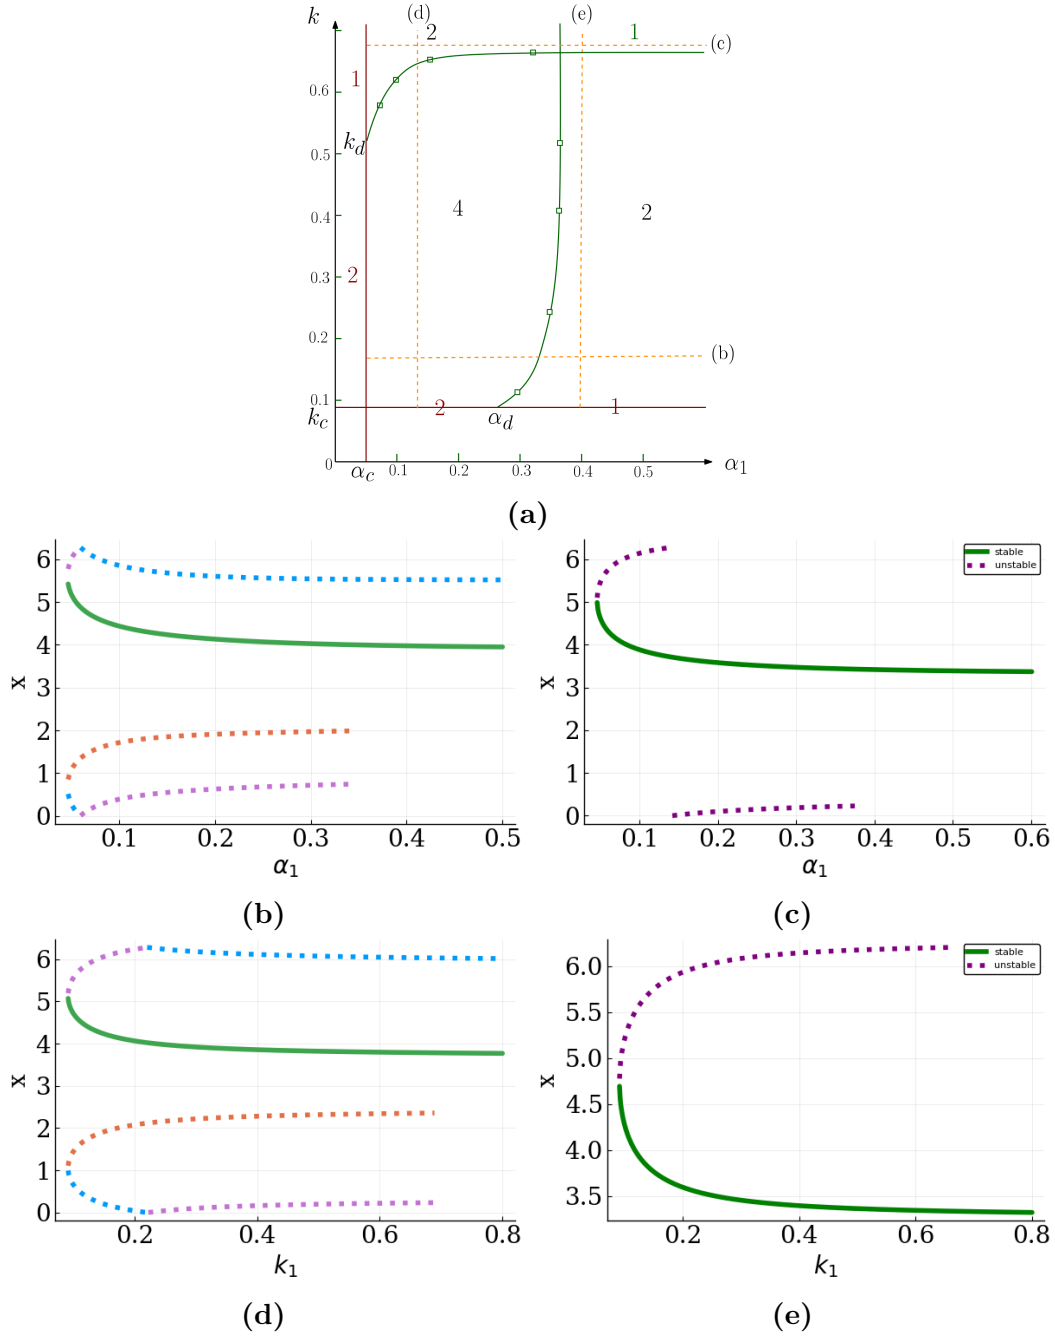 k (d) (e)
2 1 (c)
1
0.6
k_d
0.5
4 2
0.4
2
0.3
0.2
(b)
0.1
2 1
k_c α_d
0 α_c 0.1 0.2 0.3 0.4 0.5 α₁
(a)
6
5
4
3
2
1
0
x
0.1 0.2 0.3 0.4 0.5
α₁
(b)
stable
unstable
6
5
4
3
2
1
0
x
0.1 0.2 0.3 0.4 0.5 0.6
α₁
(c)
6
5
4
3
2
1
0
x
0.2 0.4 0.6 0.8
k₁
(d)
stable
unstable
6.0
5.5
5.0
4.5
4.0
3.5
x
0.2 0.4 0.6 0.8
k₁
(e)